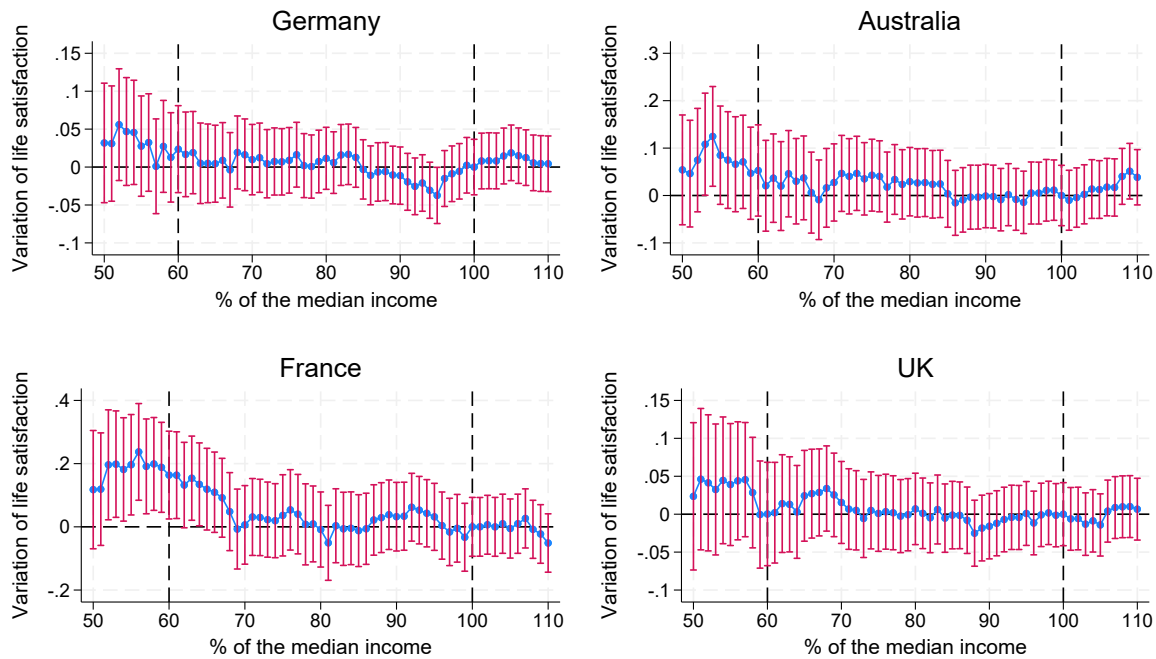 Germany
Variation of life satisfaction
.15
.1
.05
0
-.05
-.1
50 60 70 80 90 100 110
% of the median income
Australia
Variation of life satisfaction
.3
.2
.1
0
-.1
50 60 70 80 90 100 110
% of the median income
France
Variation of life satisfaction
.4
.2
0
-.2
50 60 70 80 90 100 110
% of the median income
UK
Variation of life satisfaction
.15
.1
.05
0
-.05
-.1
50 60 70 80 90 100 110
% of the median income